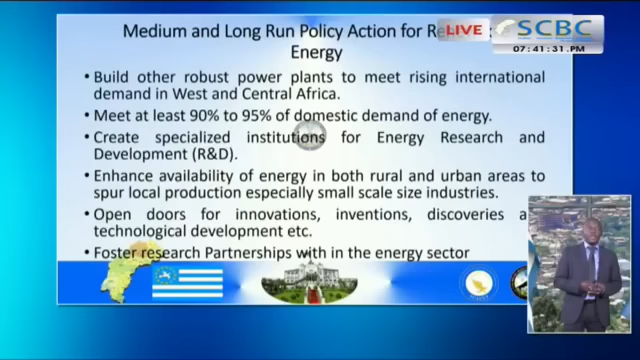 Medium and Long Run Policy Action for
Energy
LIVE
SCBC
07:41:31 PM
• Build other robust power plants to meet rising international
demand in West and Central Africa.
• Meet at least 90% to 95% of domestic demand of energy.
• Create specialized institutions for Energy Research and
Development (R&D).
• Enhance availability of energy in both rural and urban areas to
spur local production especially small scale size industries.
• Open doors for innovations, inventions, discoveries a
technological development etc.
• Foster research Partnerships with in the energy sector